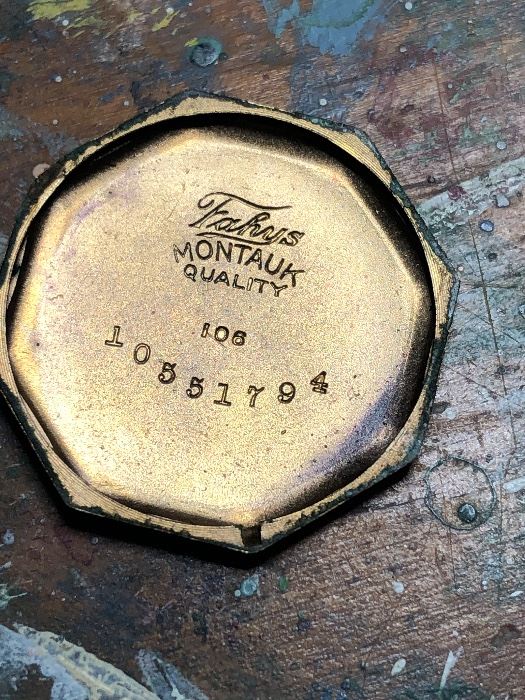 Fahys
MONTAUK
QUALITY
106
10551794